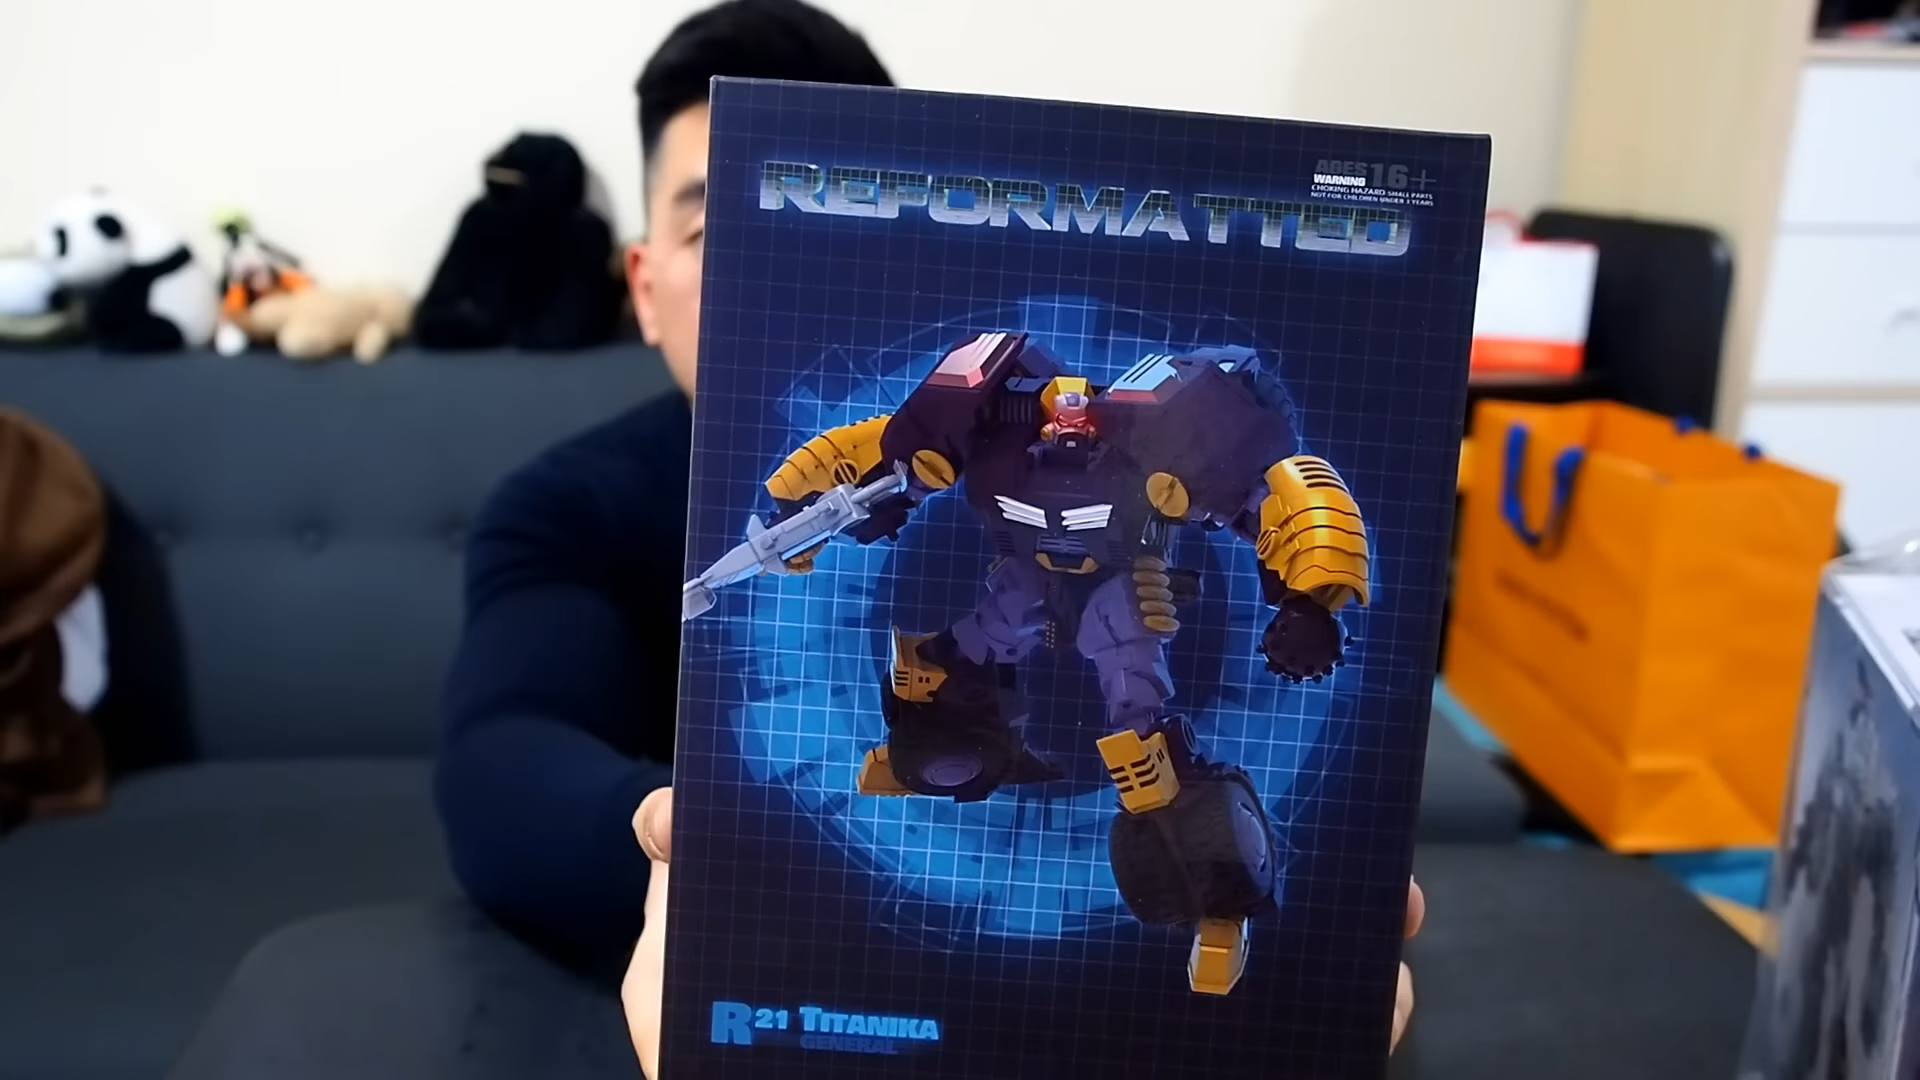 REFORMATTED
AGES 16+
WARNING
CHOKING HAZARD SMALL PARTS
NOT FOR CHILDREN UNDER 3 YEARS
R21 TITANIKA
GENERAL